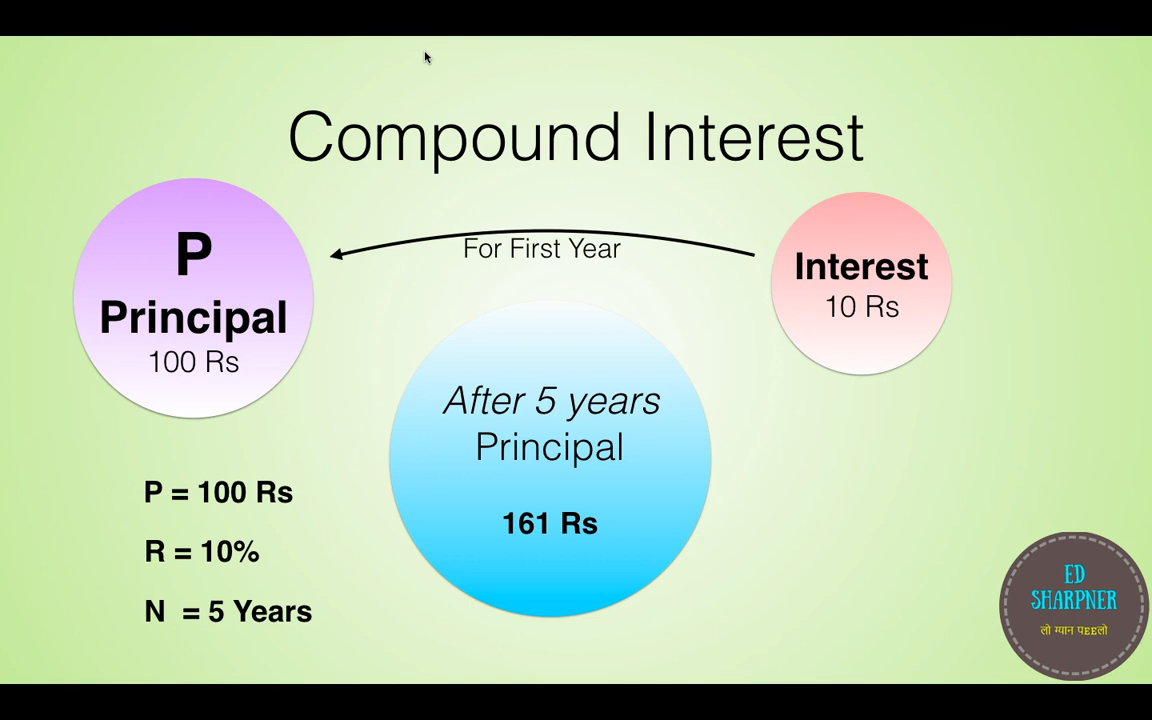 Compound Interest
P
Principal
100 Rs
For First Year
Interest
10 Rs
After 5 years
Principal
161 Rs
P = 100 Rs
R = 10%
N = 5 Years
ED
SHARPNER
लो ग्यान पEEलो